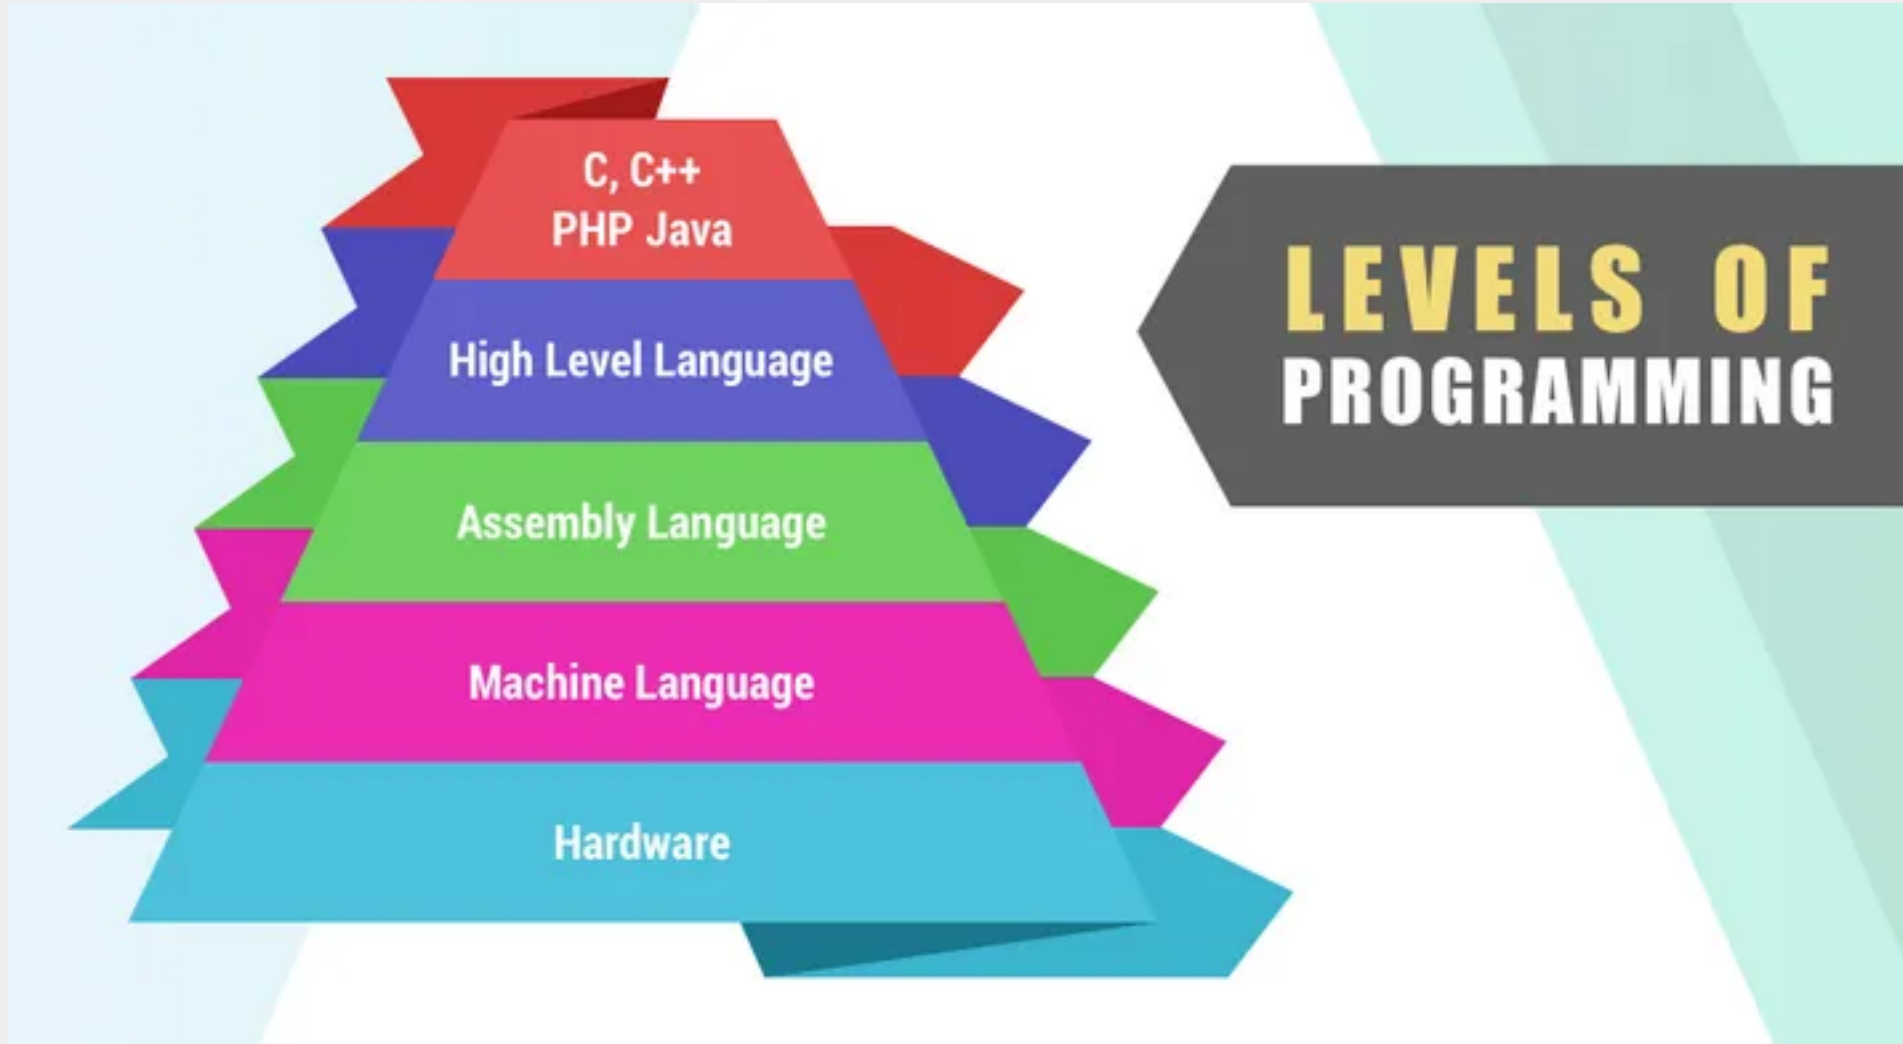 C, C++
PHP Java
High Level Language
Assembly Language
Machine Language
Hardware
LEVELS OF
PROGRAMMING